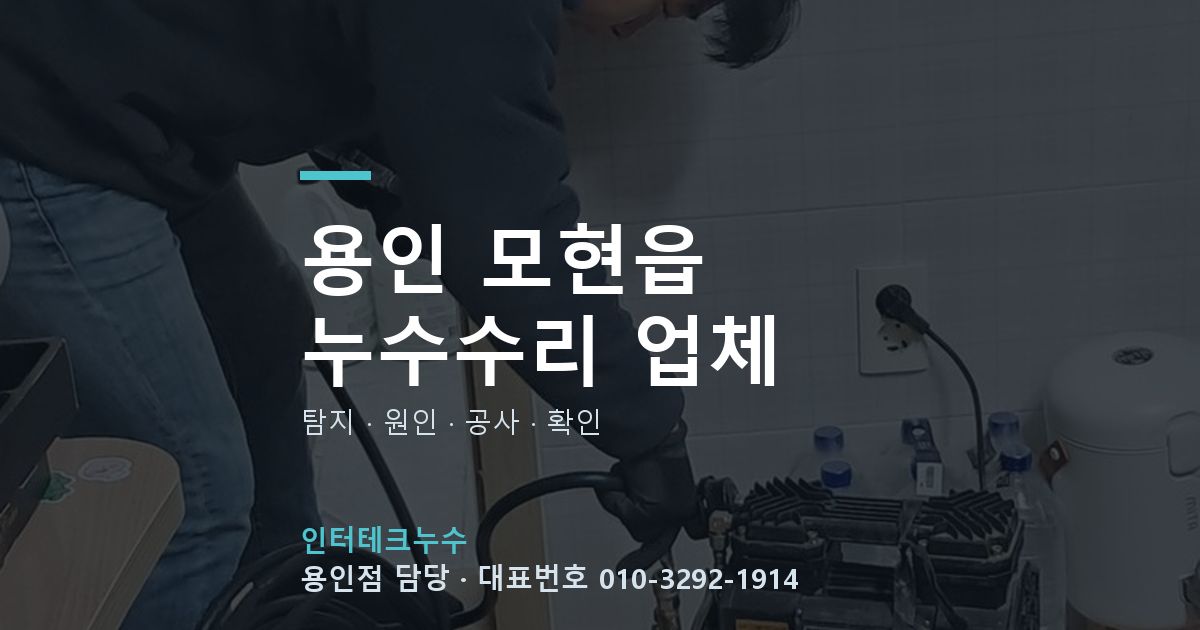 용인 모현읍
누수수리 업체
탐지 · 원인 · 공사 · 확인
인터테크누수
용인점 담당 · 대표번호 010-3292-1914